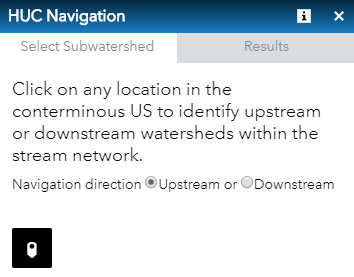 HUC Navigation
Select Subwatershed Results
Click on any location in the
conterminous US to identify upstream
or downstream watersheds within the
stream network.
Navigation direction Upstream or Downstream